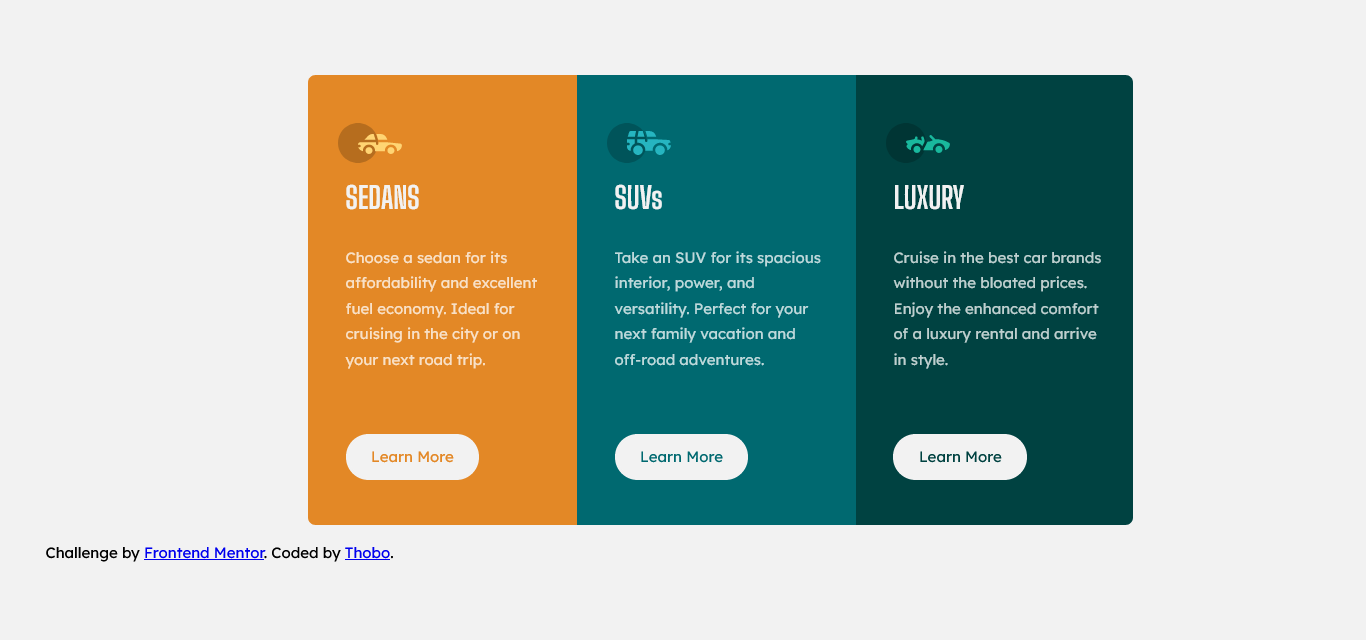 SEDANS
Choose a sedan for its
affordability and excellent
fuel economy. Ideal for
cruising in the city or on
your next road trip.
Learn More
SUVs
Take an SUV for its spacious
interior, power, and
versatility. Perfect for your
next family vacation and
off-road adventures.
Learn More
LUXURY
Cruise in the best car brands
without the bloated prices.
Enjoy the enhanced comfort
of a luxury rental and arrive
in style.
Learn More
Challenge by Frontend Mentor. Coded by Thobo.